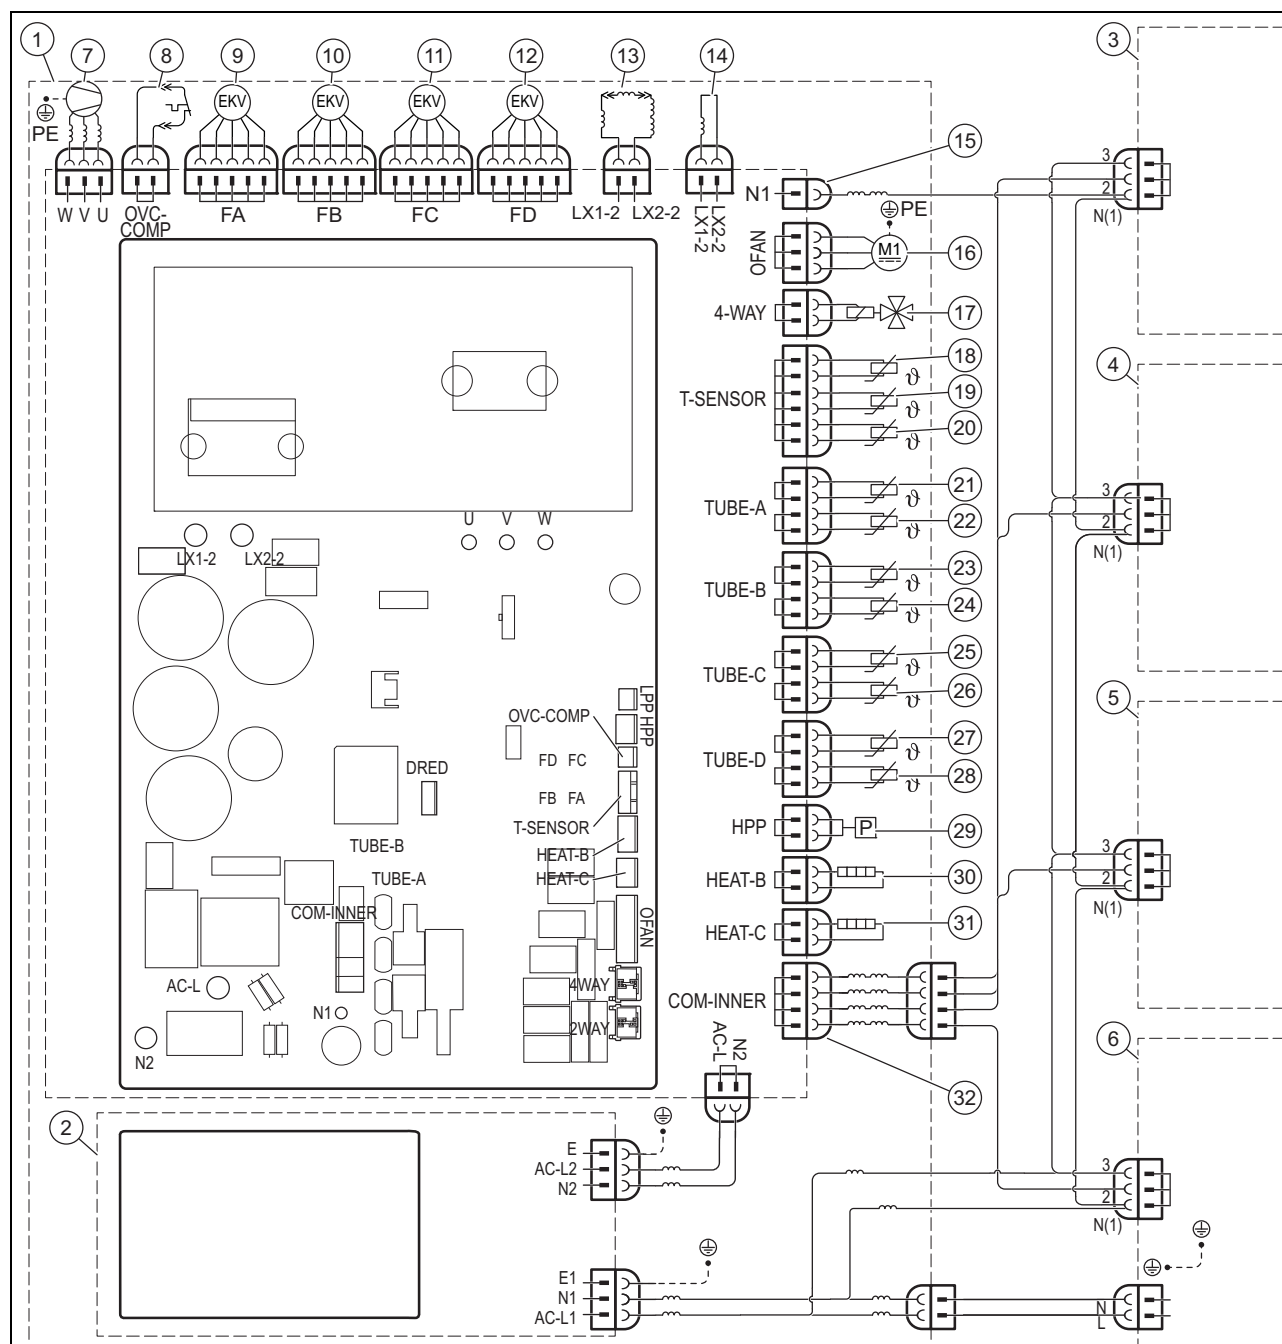 1 7 8 9 10 11 12 13 14 3
EKV EKV EKV EKV
PE
W V U
OVC-
COMP
FA FB FC FD
LX1-2 LX2-2
LX1-2
LX2-2
15
N1
3
2
N(1)
PE
OFAN
M1
16
4-WAY
17
T-SENSOR
ϑ
18
ϑ
19
ϑ
20
4
TUBE-A
ϑ
21
ϑ
22
3
2
N(1)
TUBE-B
ϑ
23
ϑ
24
TUBE-C
ϑ
25
ϑ
26
5
TUBE-D
ϑ
27
ϑ
28
HPP
P
29
HEAT-B
30
3
2
N(1)
HEAT-C
31
COM-INNER
32
6
U V W
LX1-2 LX2-2
LPP
HPP
OVC-COMP
FD FC
DRED
FB FA
T-SENSOR
TUBE-B
HEAT-B
TUBE-A
HEAT-C
COM-INNER
OFAN
AC-L
4WAY
N1
2WAY
N2
AC-L
N2
2
E
AC-L2
N2
3
2
N(1)
E1
N1
AC-L1
N
L